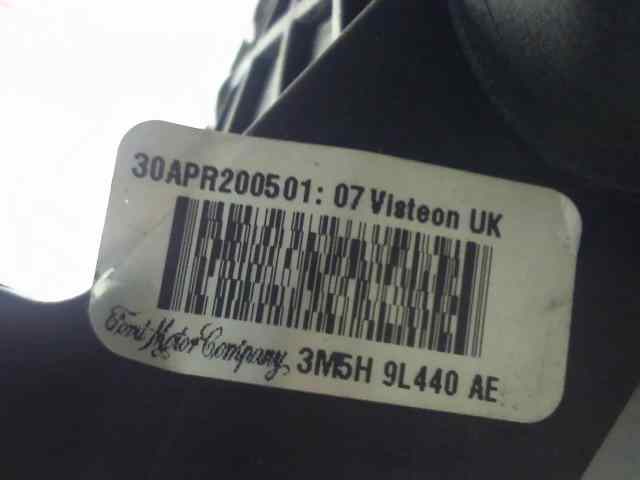 30APR200501:07 Visteon UK
Ford Motor Company 3M5H 9L440 AE